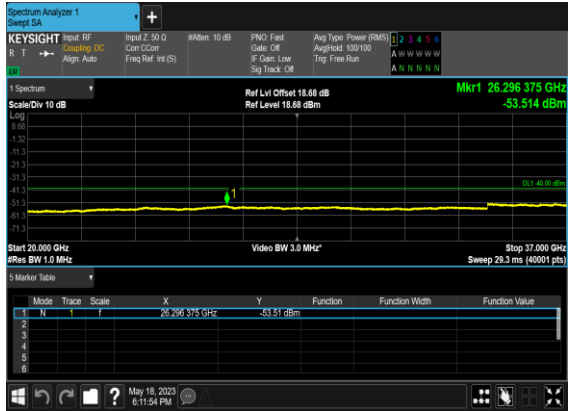 Spectrum Analyzer 1
Swept SA
+
KEYSIGHT Input: RF Input Z: 50 Ω #Atten: 10 dB PNO: Fast Avg Type: Power (RMS) 1 2 3 4 5 6
R T Coupling: DC Corr CCorr Gate: Off Avg|Hold: 100/100 A W W W W W
Align: Auto Freq Ref: Int (S) IF Gain: Low Trig: Free Run
LW Sig Track: Off A N N N N N
1 Spectrum Ref Lvl Offset 18.68 dB Mkr1 26.296 375 GHz
Scale/Div 10 dB Ref Level 18.68 dBm -53.514 dBm
Log
8.68
-1.32
-11.3
-21.3
-31.3
DL1 -40.00 dBm
-41.3
1
-51.3
-61.3
-71.3
Start 20.000 GHz Video BW 3.0 MHz* Stop 37.000 GHz
#Res BW 1.0 MHz Sweep 29.3 ms (40001 pts)
5 Marker Table
Mode Trace Scale X Y Function Function Width Function Value
1 N 1 f 26.296 375 GHz -53.51 dBm
2
3
4
5
6
? May 18, 2023
6:11:54 PM